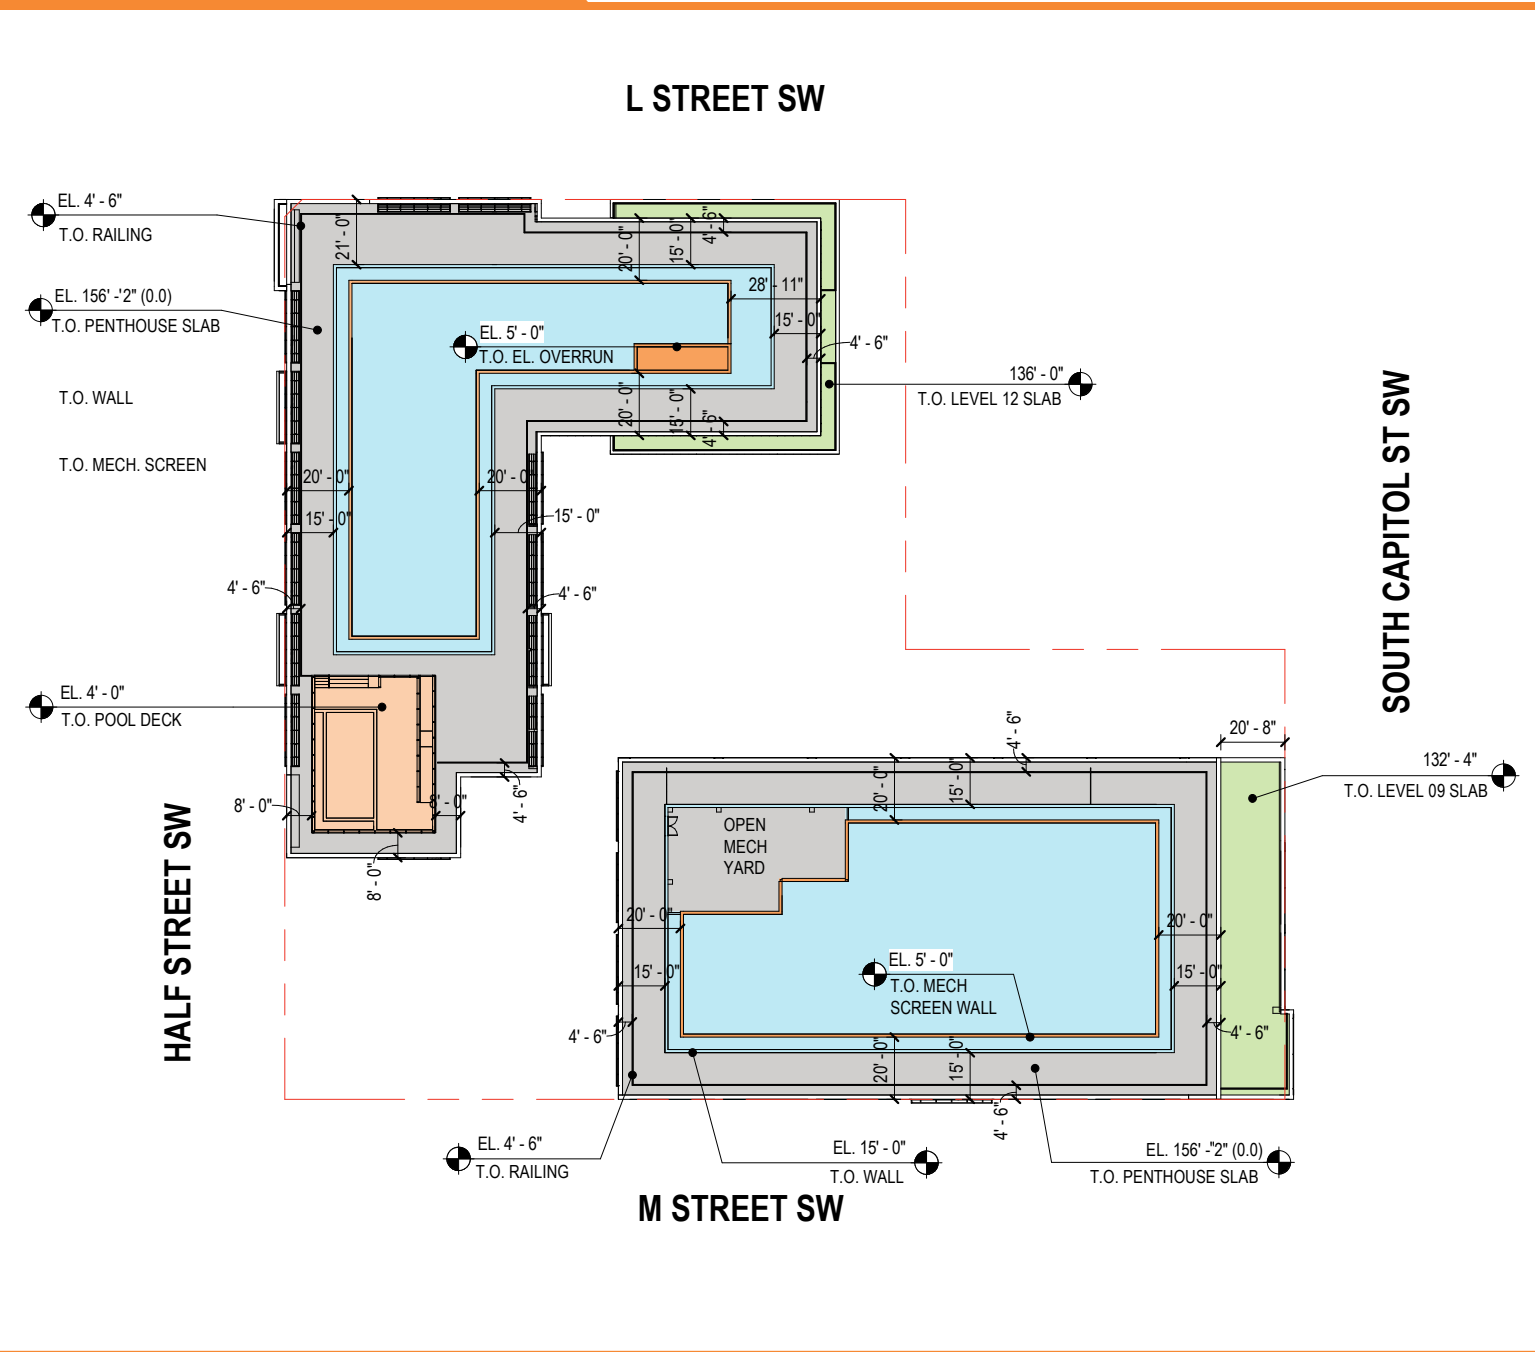 L STREET SW
EL. 4' - 6"
T.O. RAILING
21' - 0"
20' - 0"
15' - 0"
4' - 6"
EL. 156' -'2" (0.0)
T.O. PENTHOUSE SLAB
28' - 11"
15' - 0"
4' - 6"
EL. 5' - 0"
T.O. EL. OVERRUN
136' - 0"
T.O. LEVEL 12 SLAB
T.O. WALL
20' - 0"
15' - 0"
4' - 6"
T.O. MECH. SCREEN
20' - 0"
20' - 0
15' - 0"
15' - 0"
4' - 6"
4' - 6"
SOUTH CAPITOL ST SW
EL. 4' - 0"
T.O. POOL DECK
8' - 0"
8' - 0"
8' - 0"
4' - 6"
HALF STREET SW
4' - 6"
20' - 8"
132' - 4"
T.O. LEVEL 09 SLAB
20' - 0"
15' - 0"
OPEN
MECH
YARD
20' - 0"
20' - 0"
EL. 5' - 0"
T.O. MECH
SCREEN WALL
15' - 0"
15' - 0"
4' - 6"
4' - 6"
20' - 0"
15' - 0"
4' - 6"
EL. 4' - 6"
T.O. RAILING
EL. 15' - 0"
T.O. WALL
EL. 156' -"2" (0.0)
T.O. PENTHOUSE SLAB
M STREET SW